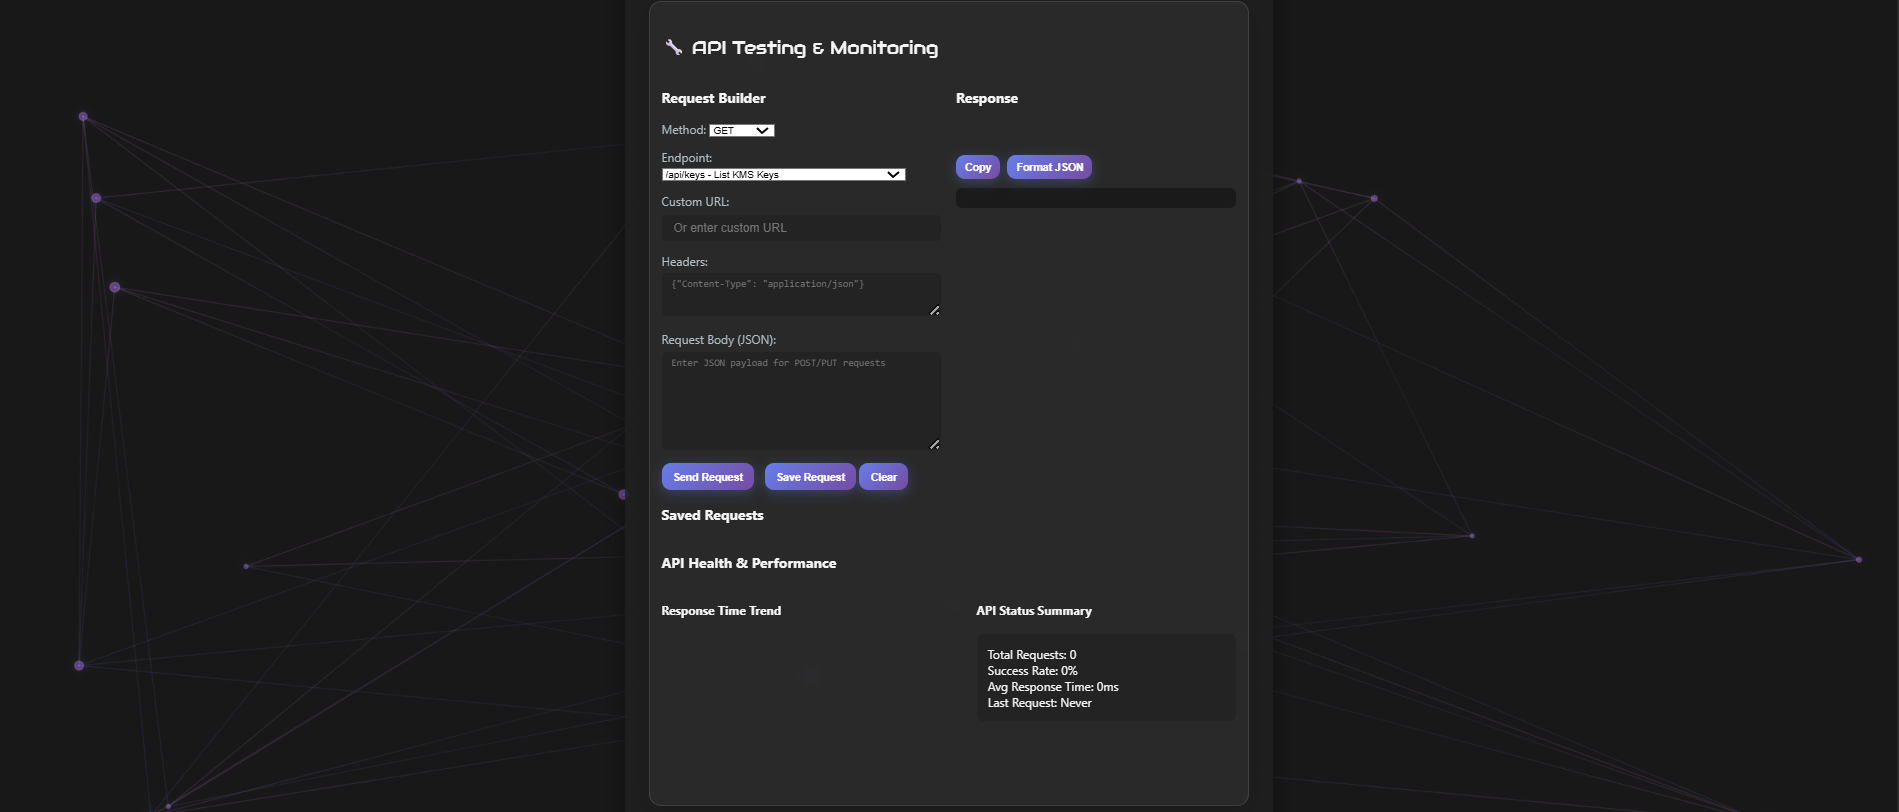 API Testing & Monitoring
Request Builder
Method: GET
Endpoint:
/api/keys - List KMS Keys
Custom URL:
Or enter custom URL
Headers:
{"Content-Type": "application/json"}
Request Body (JSON):
Enter JSON payload for POST/PUT requests
Send Request Save Request Clear
Response
Copy Format JSON
Saved Requests
API Health & Performance
Response Time Trend
API Status Summary
Total Requests: 0
Success Rate: 0%
Avg Response Time: 0ms
Last Request: Never